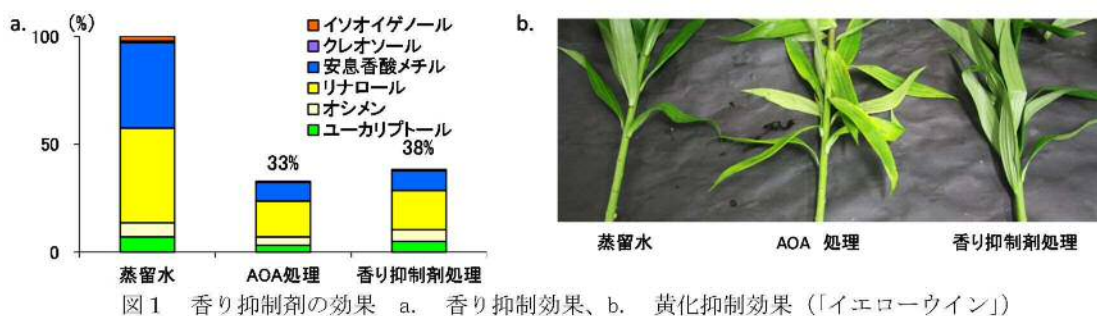 a.
(%)
100
50
0
33%
38%
イソオイゲノール
クレオソール
安息香酸メチル
リナロール
オシメン
ユーカリプトール
蒸留水
AOA処理
香り抑制剤処理
b.
蒸留水
AOA 処理
香り抑制剤処理
図1 香り抑制剤の効果 a. 香り抑制効果、b. 黄化抑制効果（「イエローウイン」）